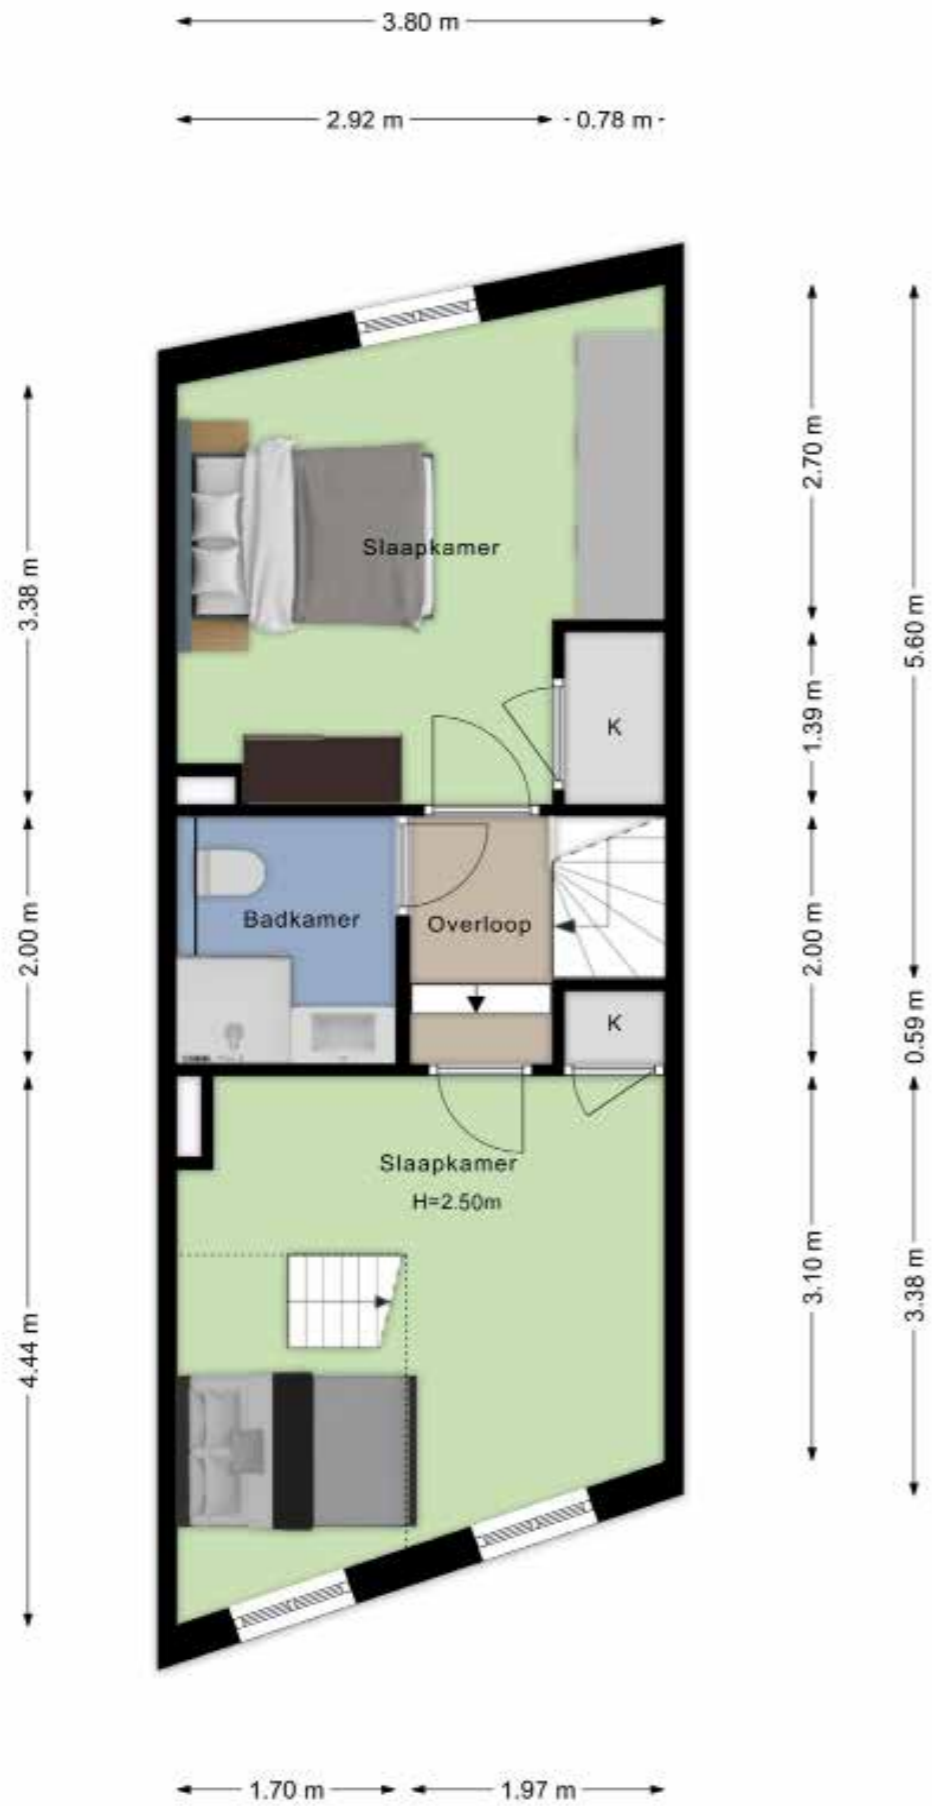 3.80 m
2.92 m
0.78 m
2.70 m
3.38 m
Slaapkamer
5.60 m
1.39 m
K
2.00 m
Badkamer
Overloop
2.00 m
K
0.59 m
Slaapkamer
H=2.50m
3.10 m
3.38 m
4.44 m
1.70 m
1.97 m